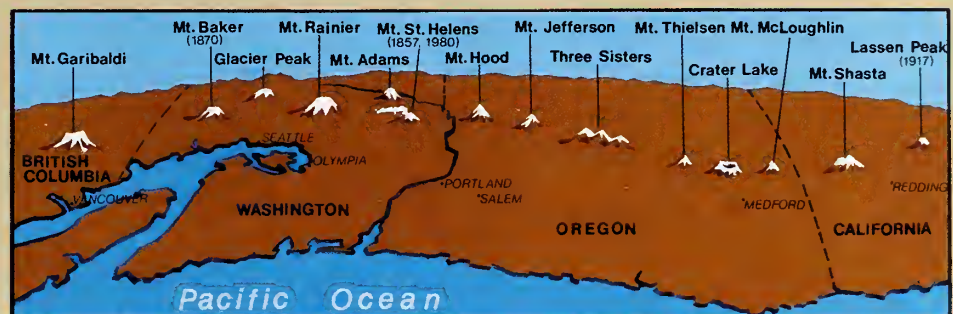 Mt. Baker
(1870)
Mt. Rainier
Mt. St. Helens
(1857, 1980)
Mt. Jefferson
Mt. Thielsen
Mt. McLoughlin
Lassen Peak
(1917)
Mt. Garibaldi
Glacier Peak
Mt. Adams
Mt. Hood
Three Sisters
Crater Lake
Mt. Shasta
BRITISH
COLUMBIA
VANCOUVER
SEATTLE
OLYMPIA
WASHINGTON
PORTLAND
SALEM
OREGON
MEDFORD
REDDING
CALIFORNIA
Pacific Ocean